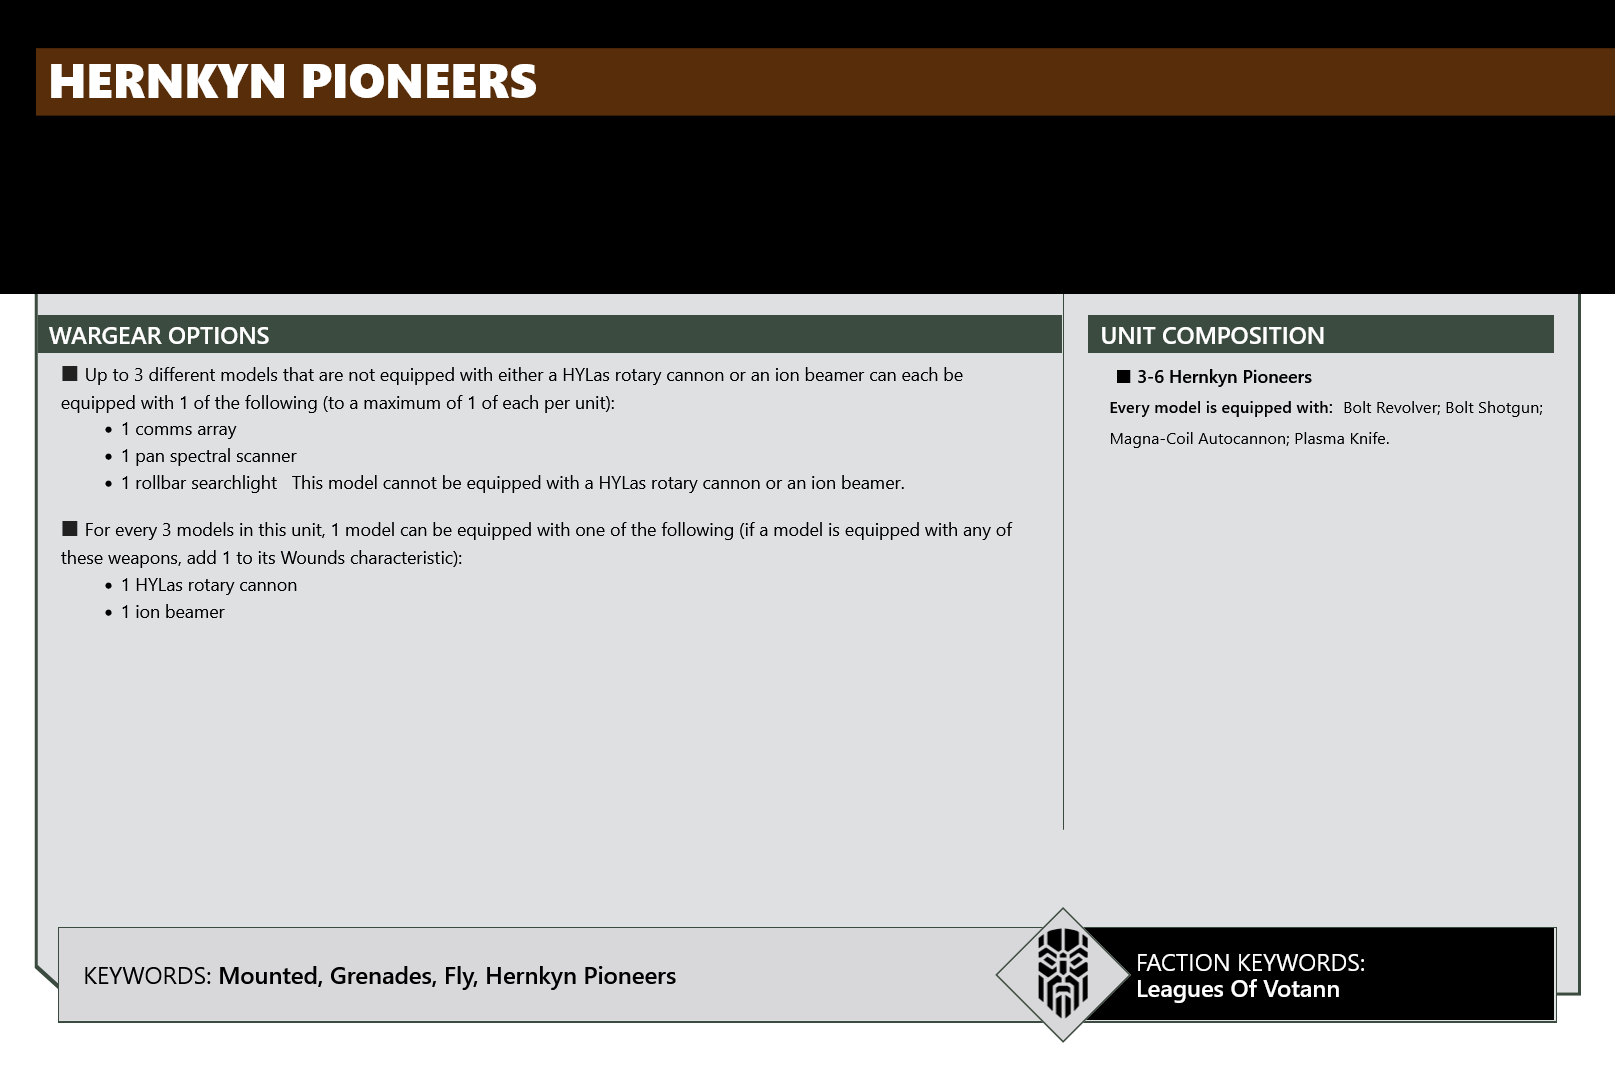 HERNKYN PIONEERS
WARGEAR OPTIONS
■ Up to 3 different models that are not equipped with either a HYLas rotary cannon or an ion beamer can each be
equipped with 1 of the following (to a maximum of 1 of each per unit):
• 1 comms array
• 1 pan spectral scanner
• 1 rollbar searchlight This model cannot be equipped with a HYLas rotary cannon or an ion beamer.
■ For every 3 models in this unit, 1 model can be equipped with one of the following (if a model is equipped with any of
these weapons, add 1 to its Wounds characteristic):
• 1 HYLas rotary cannon
• 1 ion beamer
UNIT COMPOSITION
■ 3-6 Hernkyn Pioneers
Every model is equipped with: Bolt Revolver; Bolt Shotgun;
Magna-Coil Autocannon; Plasma Knife.
KEYWORDS: Mounted, Grenades, Fly, Hernkyn Pioneers
FACTION KEYWORDS:
Leagues Of Votann